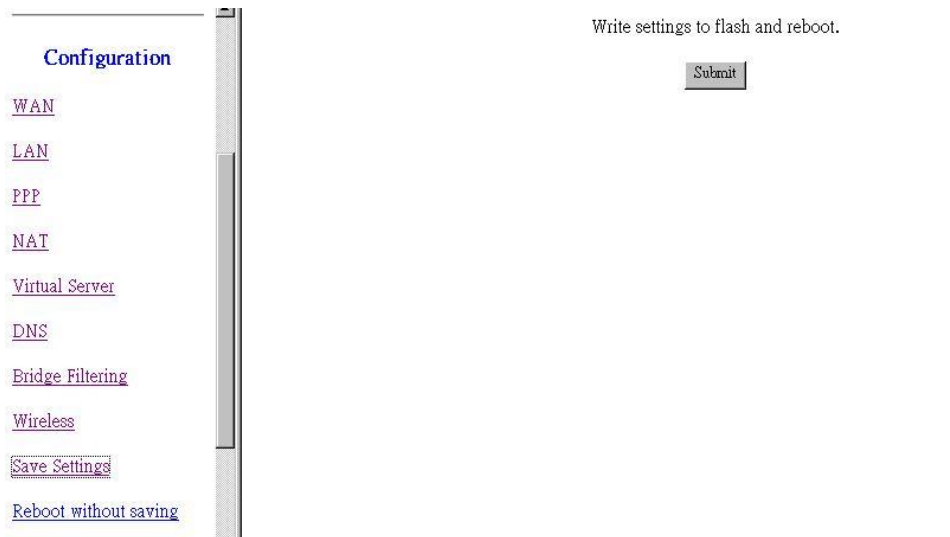 Configuration
WAN
LAN
PPP
NAT
Virtual Server
DNS
Bridge Filtering
Wireless
Save Settings
Reboot without saving
Write settings to flash and reboot.
Submit